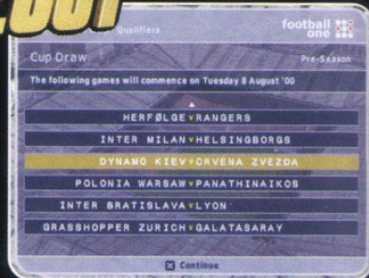 Qualifiers
football
one
Cup Draw
Pre-Season
The following games will commence on Tuesday 8 August '00
HERFØLGE v RANGERS
INTER MILAN v HELSINGBORGS
DYNAMO KIEV v CRVENA ZVEZDA
POLONIA WARSAW v PANATHINAIKOS
INTER BRATISLAVA v LYON
GRASSHOPPER ZURICH v GALATASARAY
Continue